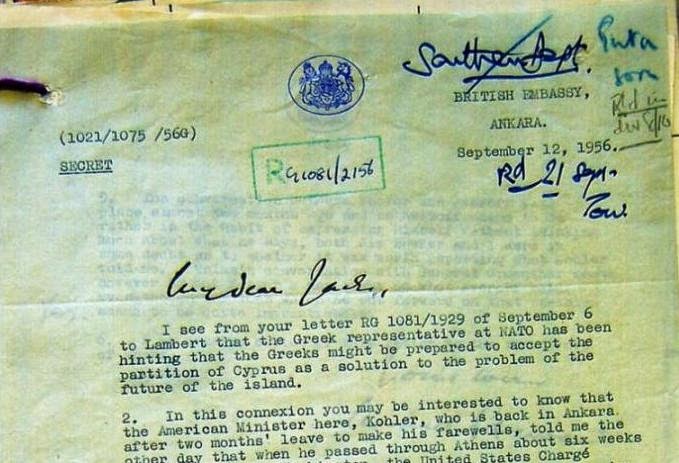 Southern Dept.
BRITISH EMBASSY,
ANKARA.
(1021/1075 /56G)
September 12, 1956.
SECRET
RG1081/2156
Rd 21 Sept.
My dear Jack,
I see from your letter RG 1081/1929 of September 6
to Lambert that the Greek representative at NATO has been
hinting that the Greeks might be prepared to accept the
partition of Cyprus as a solution to the problem of the
future of the island.
2. In this connexion you may be interested to know that
the American Minister here, Kohler, who is back in Ankara
after two months' leave to make his farewells, told me the
other day that when he passed through Athens about six weeks
the United States Chargé